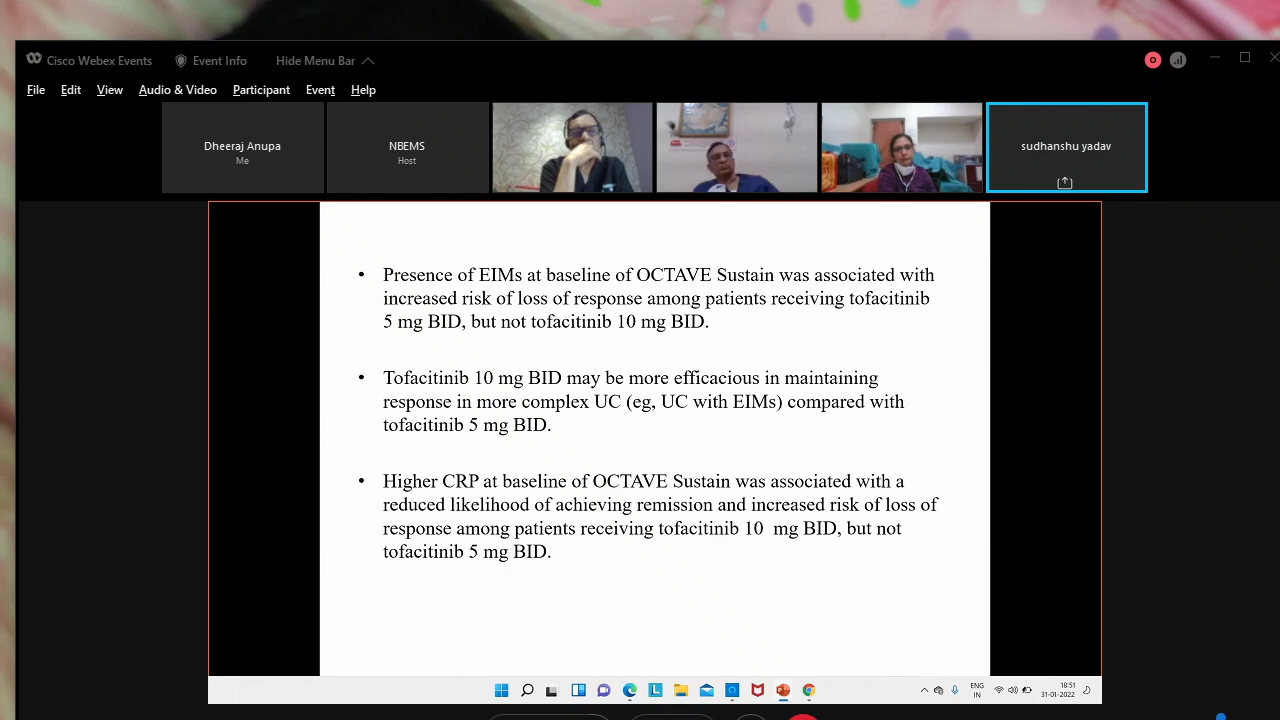 Cisco Webex Events
Event Info
Hide Menu Bar
File Edit View Audio & Video Participant Event Help
Dheeraj Anupa
Me
NBEMS
Host
sudhanshu yadav
• Presence of EIMs at baseline of OCTAVE Sustain was associated with
increased risk of loss of response among patients receiving tofacitinib
5 mg BID, but not tofacitinib 10 mg BID.
• Tofacitinib 10 mg BID may be more efficacious in maintaining
response in more complex UC (eg, UC with EIMs) compared with
tofacitinib 5 mg BID.
• Higher CRP at baseline of OCTAVE Sustain was associated with a
reduced likelihood of achieving remission and increased risk of loss of
response among patients receiving tofacitinib 10 mg BID, but not
tofacitinib 5 mg BID.
L
ENG
IN
18:51
31-01-2022